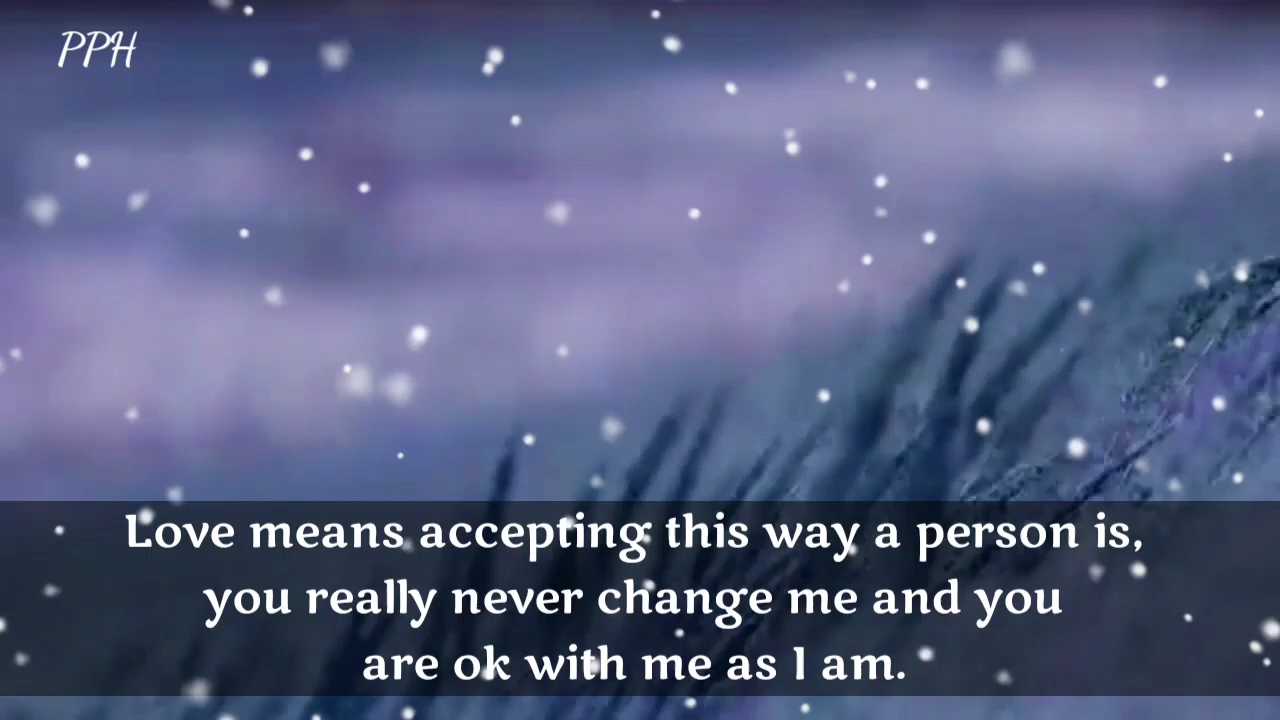 PPH
Love means accepting this way a person is,
you really never change me and you
are ok with me as I am.